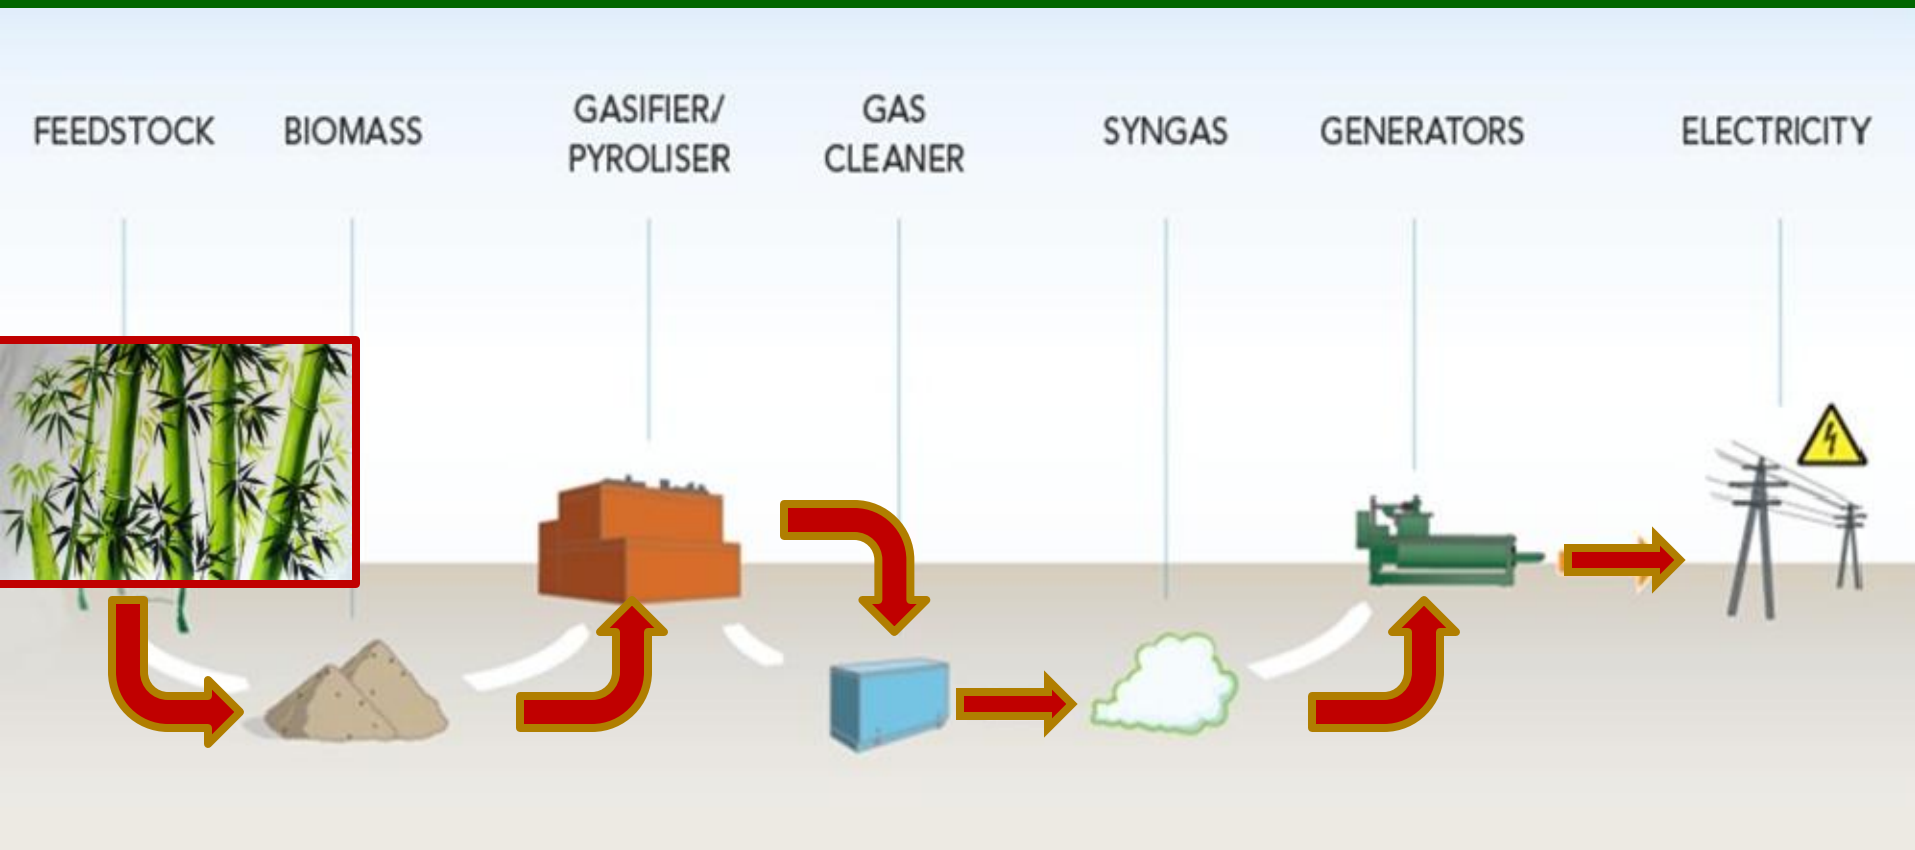 FEEDSTOCK
BIOMASS
GASIFIER/
PYROLISER
GAS
CLEANER
SYNGAS
GENERATORS
ELECTRICITY